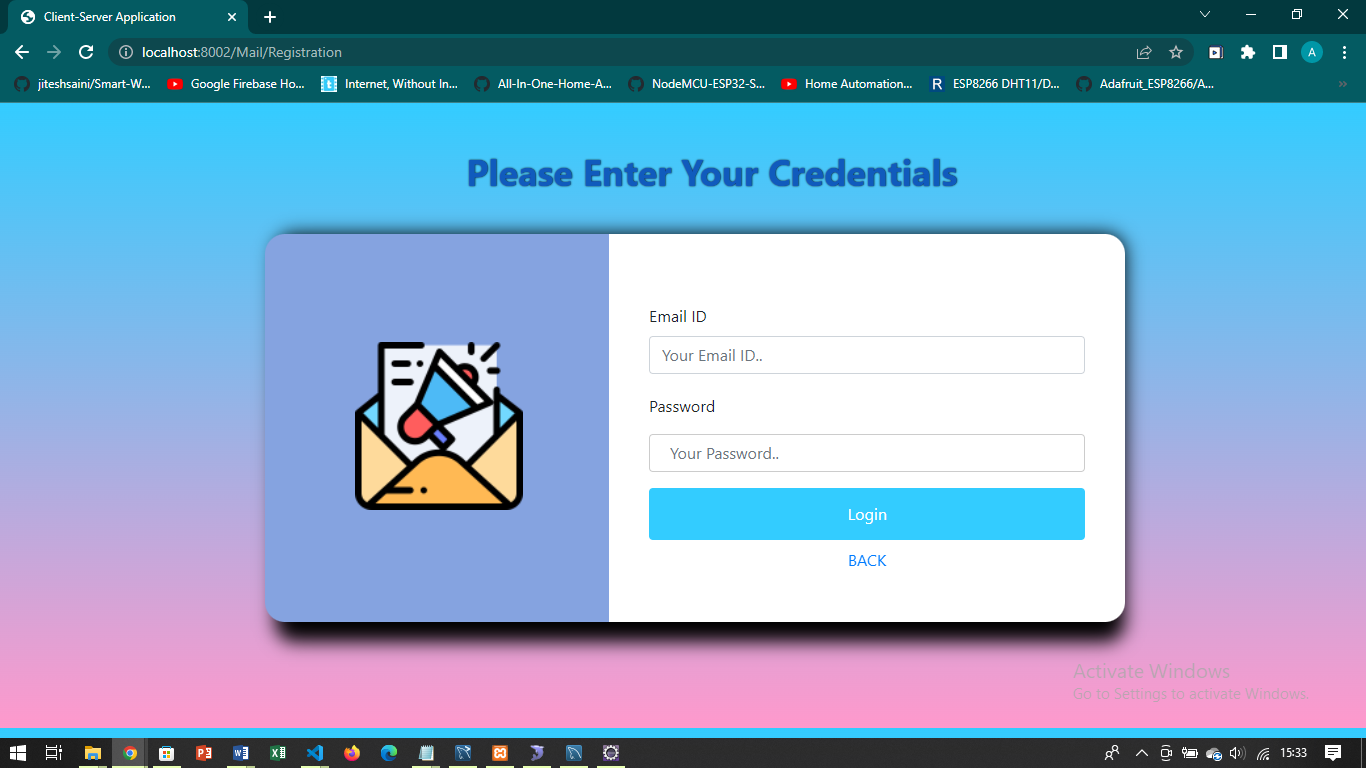 Client-Server Application
localhost:8002/Mail/Registration
A
jiteshsaini/Smart-W... Google Firebase Ho... Internet, Without In... All-In-One-Home-A... NodeMCU-ESP32-S... Home Automation... R ESP8266 DHT11/D... Adafruit_ESP8266/A... »
Please Enter Your Credentials
Email ID
Your Email ID..
Password
Your Password..
Login
BACK
Activate Windows
Go to Settings to activate Windows.
15:33